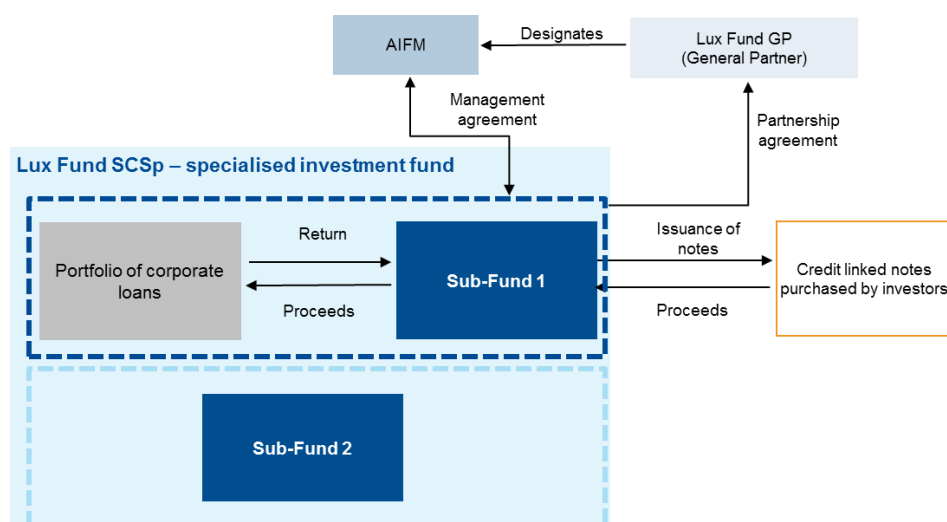 AIFM
Designates
Lux Fund GP
(General Partner)
Management
agreement
Partnership
agreement
Lux Fund SCSp – specialised investment fund
Portfolio of corporate
loans
Return
Proceeds
Sub-Fund 1
Issuance of
notes
Proceeds
Credit linked notes
purchased by investors
Sub-Fund 2